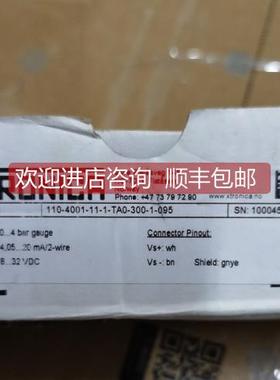 Norway
Phone: +47 73 79 72 90
www.xtronica.no
欢迎进店咨询 顺丰包邮
110-4001-11-1-TA0-300-1-095
SN: 100045
0...4 bar gauge
Connector Pinout:
4,05...20 mA/2-wire
Vs+: wh
8...32 VDC
Vs -: bn Shield: gnye